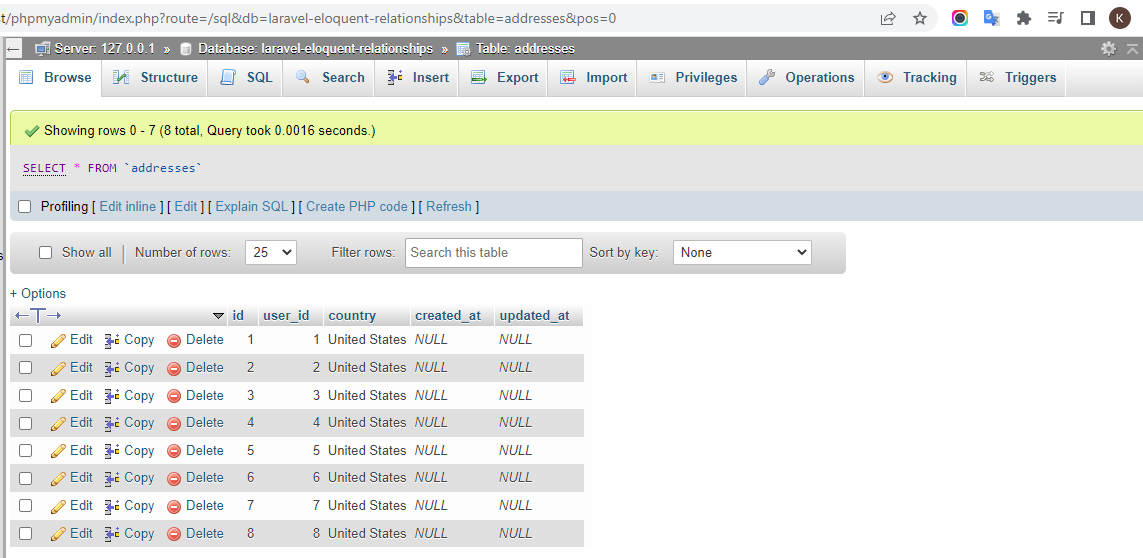 t/phpmyadmin/index.php?route=/sql&db=laravel-eloquent-relationships&table=addresses&pos=0
K
Server: 127.0.0.1 » Database: laravel-eloquent-relationships » Table: addresses
Browse Structure SQL Search Insert Export Import Privileges Operations Tracking Triggers
Showing rows 0 - 7 (8 total, Query took 0.0016 seconds.)
SELECT * FROM `addresses`
Profiling [ Edit inline ] [ Edit ] [ Explain SQL ] [ Create PHP code ] [ Refresh ]
Show all Number of rows: 25 Filter rows: Search this table Sort by key: None
+ Options
id user_id country created_at updated_at
Edit Copy Delete 1 1 United States NULL NULL
Edit Copy Delete 2 2 United States NULL NULL
Edit Copy Delete 3 3 United States NULL NULL
Edit Copy Delete 4 4 United States NULL NULL
Edit Copy Delete 5 5 United States NULL NULL
Edit Copy Delete 6 6 United States NULL NULL
Edit Copy Delete 7 7 United States NULL NULL
Edit Copy Delete 8 8 United States NULL NULL